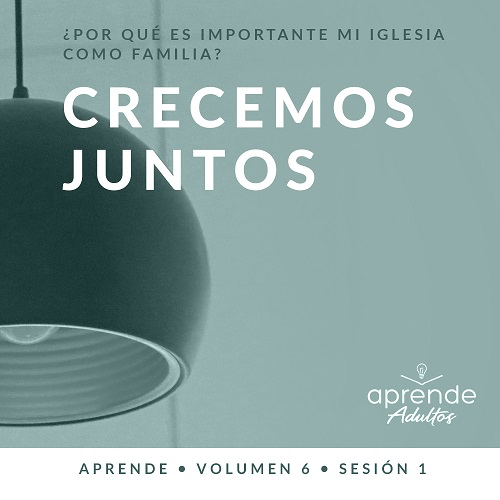 ¿POR QUÉ ES IMPORTANTE MI IGLESIA
COMO FAMILIA?
CRECEMOS
JUNTOS
aprende
Adultos
APRENDE • VOLUMEN 6 • SESIÓN 1